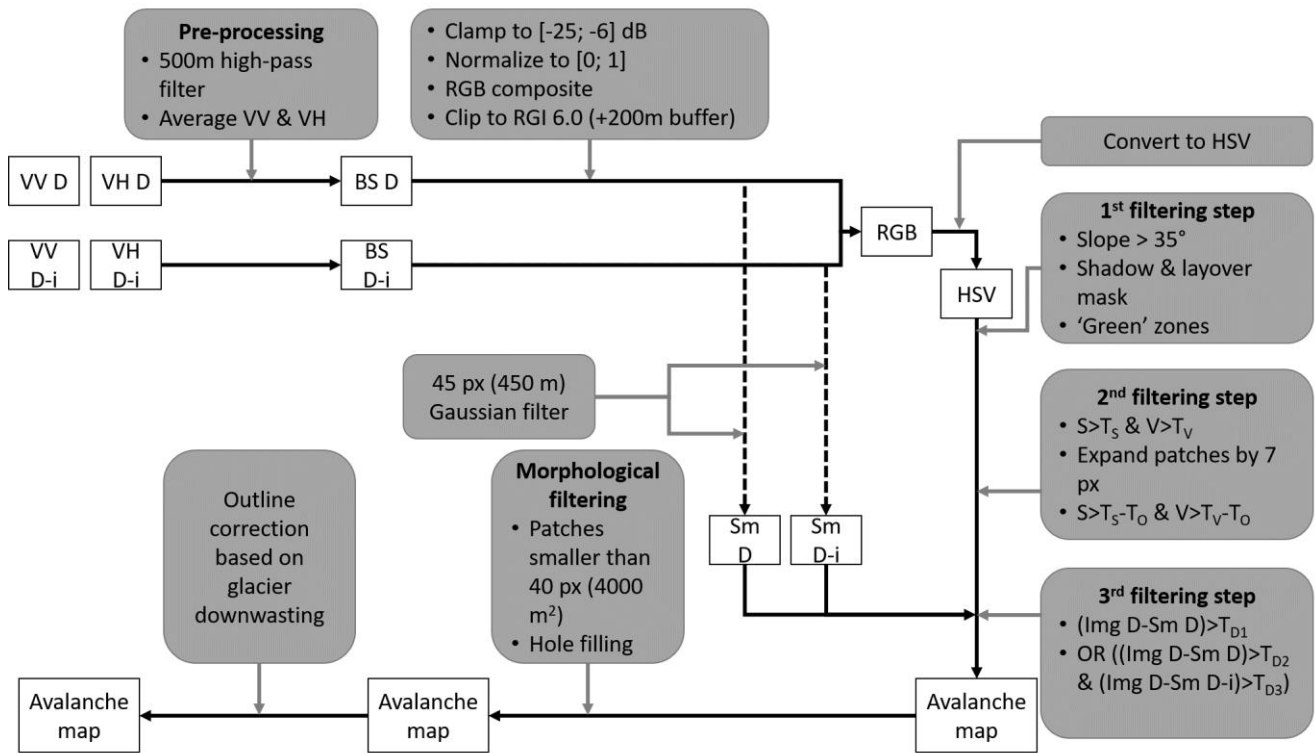 Pre-processing
• 500m high-pass
filter
• Average VV & VH
• Clamp to [-25; -6] dB
• Normalize to [0; 1]
• RGB composite
• Clip to RGI 6.0 (+200m buffer)
Convert to HSV
VV D
VH D
BS D
VV
D-i
VH
D-i
BS
D-i
RGB
HSV
1st filtering step
• Slope > 35°
• Shadow & layover
mask
• ‘Green’ zones
45 px (450 m)
Gaussian filter
2nd filtering step
• S>TS & V>TV
• Expand patches by 7
px
• S>TS-TO & V>TV-TO
Sm
D
Sm
D-i
Outline
correction
based on
glacier
downwasting
Morphological
filtering
• Patches
smaller than
40 px (4000
m2)
• Hole filling
3rd filtering step
• (Img D-Sm D)>TD1
• OR ((Img D-Sm D)>TD2
& (Img D-Sm D-i)>TD3)
Avalanche
map
Avalanche
map
Avalanche
map